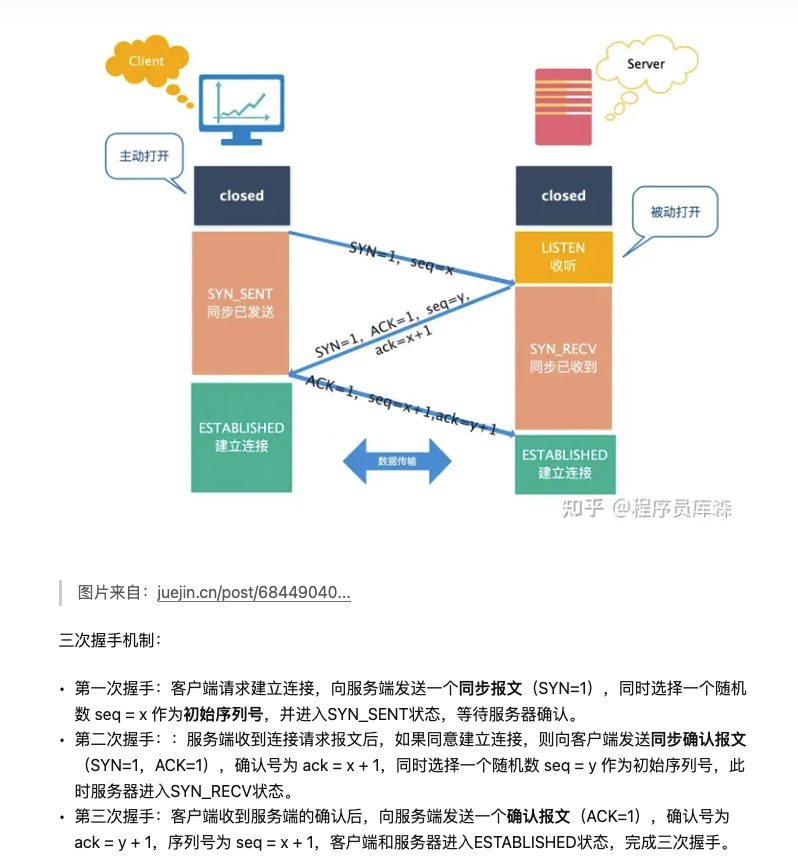 Client
Server
主动打开
closed
closed
被动打开
SYN=1, seq=x
LISTEN
收听
SYN_SENT
同步已发送
SYN=1, ACK=1, seq=y,
ack=x+1
SYN_RECV
同步已收到
ACK=1, seq=x+1,ack=y+1
ESTABLISHED
建立连接
数据传输
ESTABLISHED
建立连接
知乎 @程序员库森
图片来自：juejin.cn/post/68449040...
三次握手机制：
• 第一次握手：客户端请求建立连接，向服务端发送一个同步报文（SYN=1），同时选择一个随机
数 seq = x 作为初始序列号，并进入SYN_SENT状态，等待服务器确认。
• 第二次握手：：服务端收到连接请求报文后，如果同意建立连接，则向客户端发送同步确认报文
（SYN=1，ACK=1），确认号为 ack = x + 1，同时选择一个随机数 seq = y 作为初始序列号，此
时服务器进入SYN_RECV状态。
• 第三次握手：客户端收到服务端的确认后，向服务端发送一个确认报文（ACK=1），确认号为
ack = y + 1，序列号为 seq = x + 1，客户端和服务器进入ESTABLISHED状态，完成三次握手。